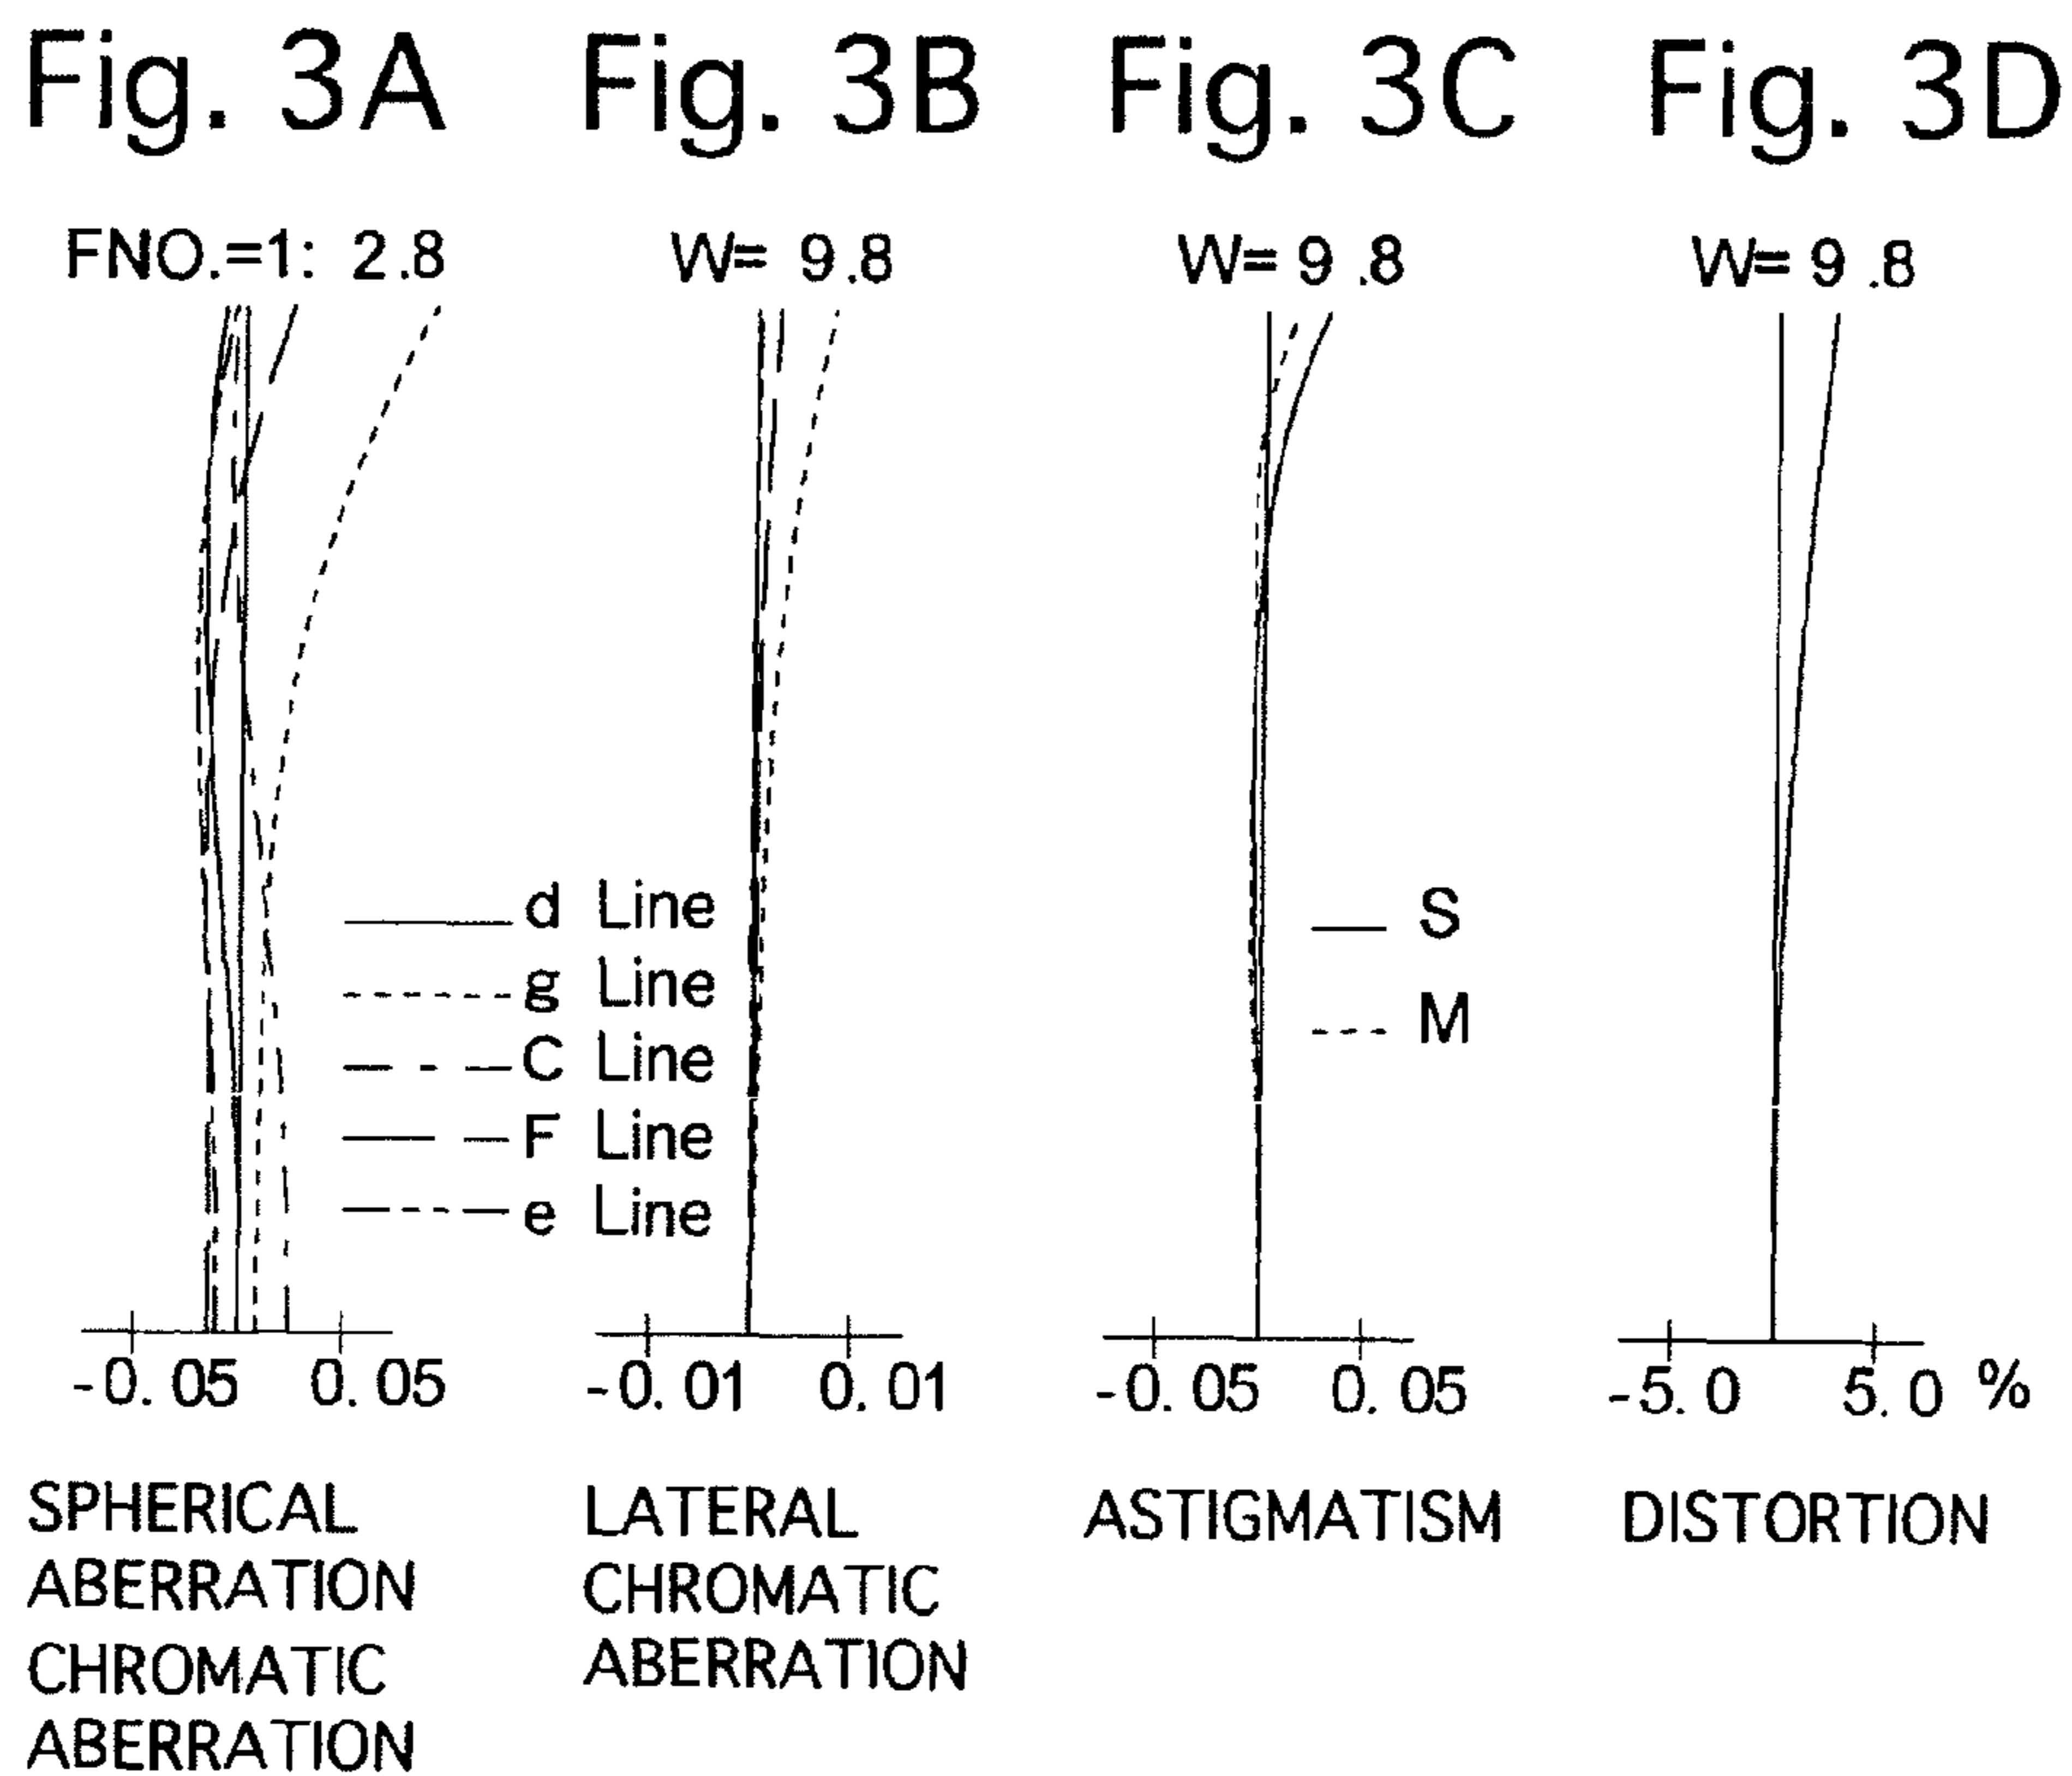 Fig. 3A Fig. 3B Fig. 3C Fig. 3D
FNO.=1: 2.8 W= 9.8 W= 9.8 W= 9.8
d Line
g Line
C Line
F Line
e Line
S
M
-0.05 0.05 -0.01 0.01 -0.05 0.05 -5.0 5.0 %
SPHERICAL
ABERRATION
CHROMATIC
ABERRATION
LATERAL
CHROMATIC
ABERRATION
ASTIGMATISM
DISTORTION